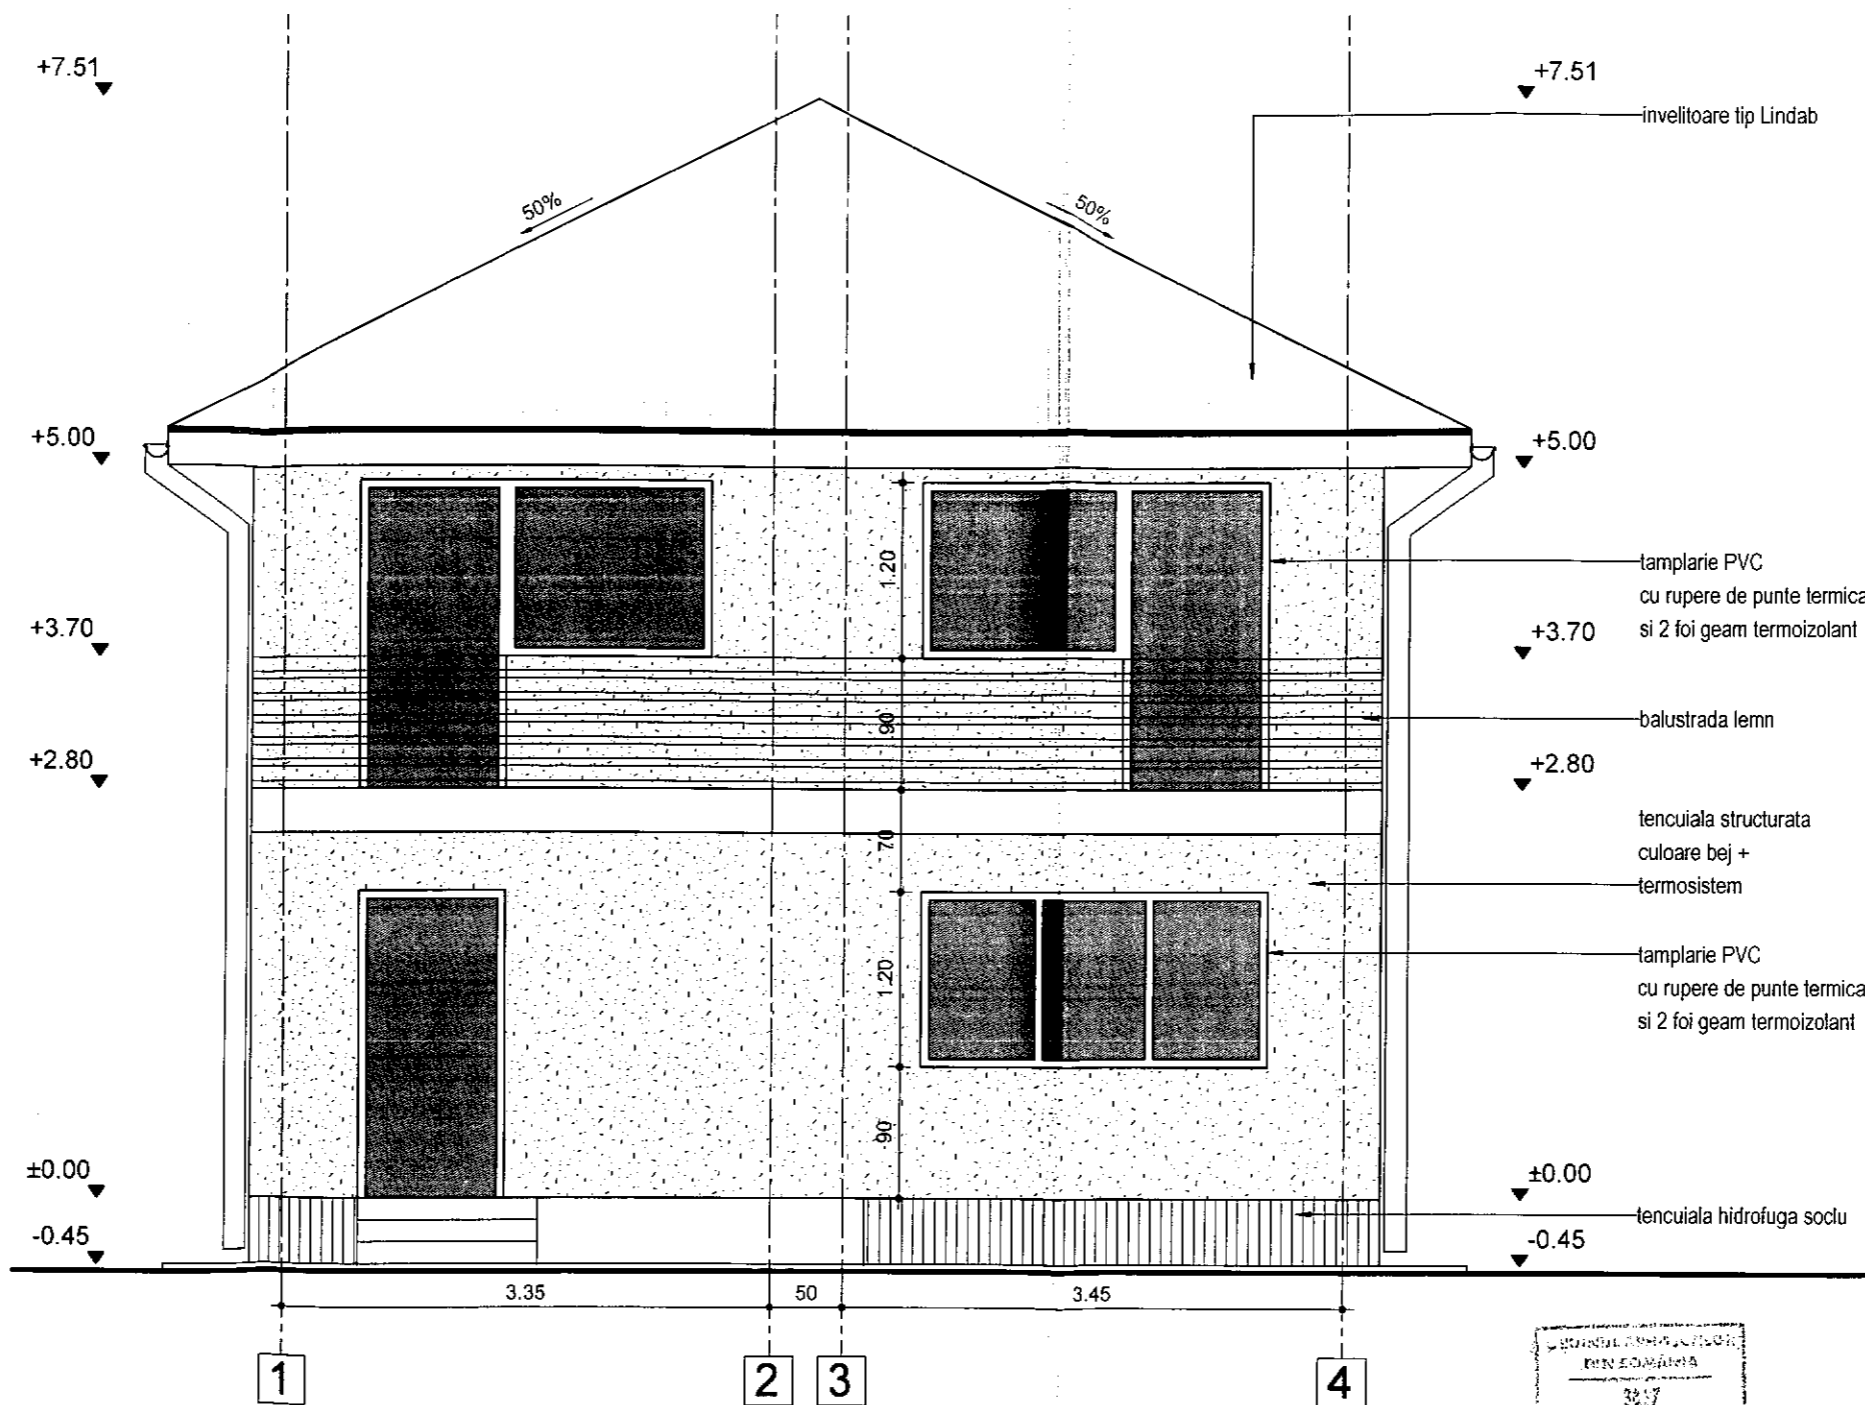 +7.51
+7.51
invelitoare tip Lindab
50%
50%
+5.00
+5.00
1.20
tamplarie PVC
cu rupere de punte termica
si 2 foi geam termoizolant
+3.70
+3.70
90
balustrada lemn
+2.80
+2.80
70
tencuiala structurata
culoare bej +
termosistem
1.20
tamplarie PVC
cu rupere de punte termica
si 2 foi geam termoizolant
90
±0.00
±0.00
tencuiala hidrofuga soclu
-0.45
-0.45
3.35
50
3.45
1
2
3
4
DIN ROMÂNIA